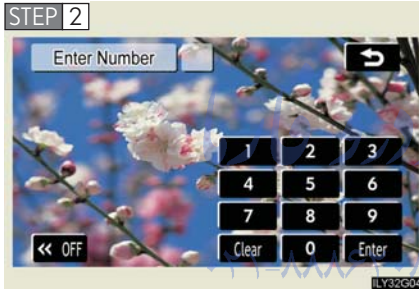 STEP 2
Enter Number
1 2 3
4 5 6
7 8 9
« OFF Clear 0 Enter
ILY32G04